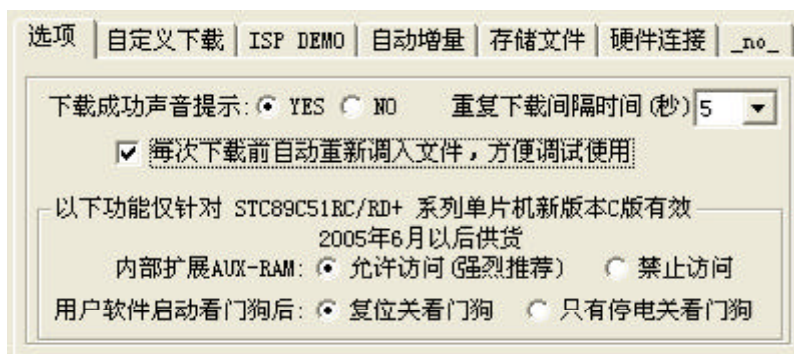 选项 自定义下载 ISP DEMO 自动增量 存储文件 硬件连接 _no_
下载成功声音提示: YES NO 重复下载间隔时间(秒) 5
每次下载前自动重新调入文件，方便调试使用
以下功能仅针对 STC89C51RC/RD+ 系列单片机新版本C版有效
2005年6月以后供货
内部扩展AUX-RAM: 允许访问(强烈推荐) 禁止访问
用户软件启动看门狗后: 复位关看门狗 只有停电关看门狗